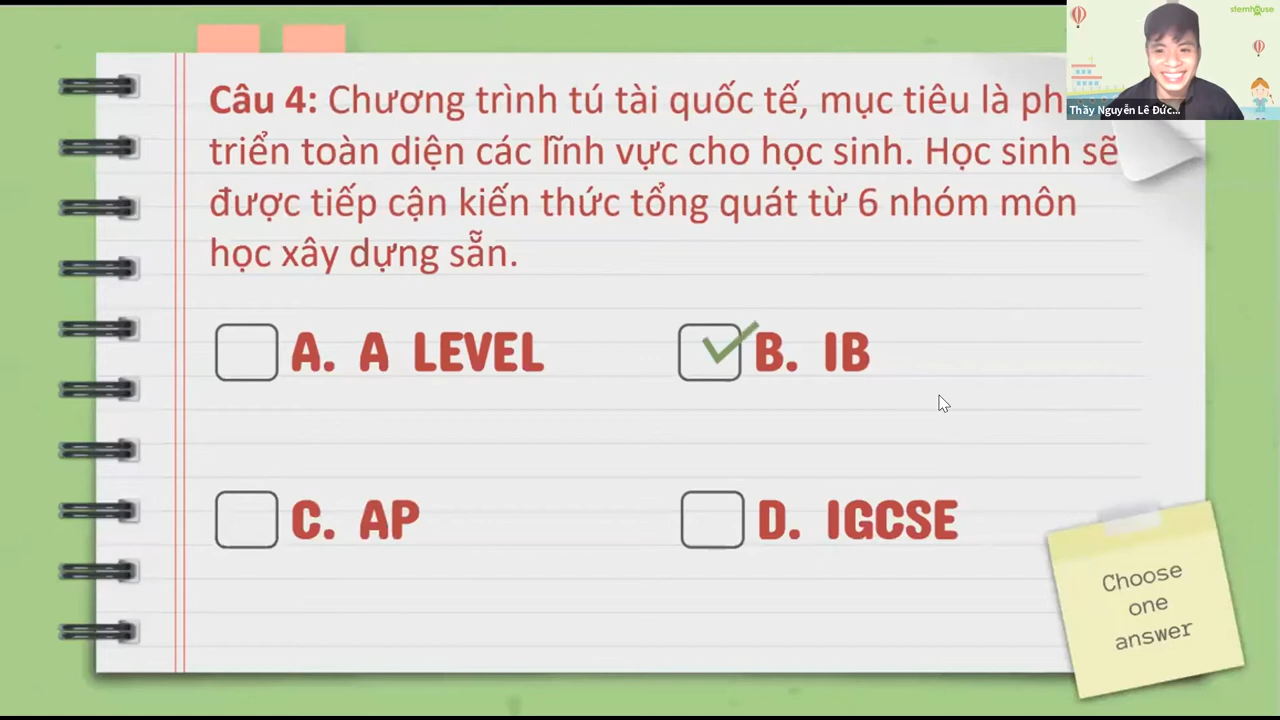 stemhouse
Thầy Nguyễn Lê Đức...
Câu 4: Chương trình tú tài quốc tế, mục tiêu là ph
triển toàn diện các lĩnh vực cho học sinh. Học sinh sẽ
được tiếp cận kiến thức tổng quát từ 6 nhóm môn
học xây dựng sẵn.
A. A LEVEL
B. IB
C. AP
D. IGCSE
Choose
one
answer